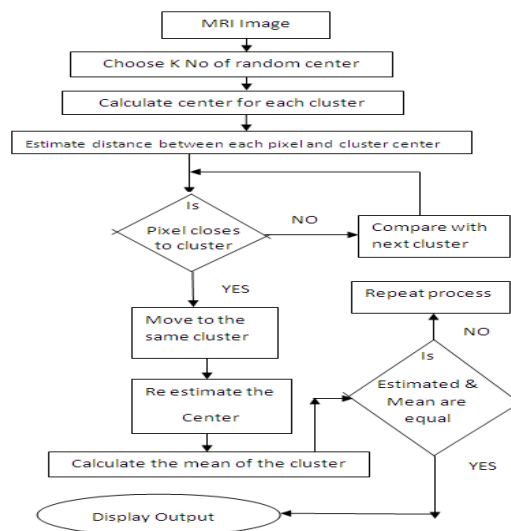 MRI Image
Choose K No of random center
Calculate center for each cluster
Estimate distance between each pixel and cluster center
Is
Pixel closes
to cluster
NO
Compare with
next cluster
YES
Move to the
same cluster
Re estimate the
Center
Calculate the mean of the cluster
Repeat process
NO
Is
Estimated &
Mean are
equal
YES
Display Output